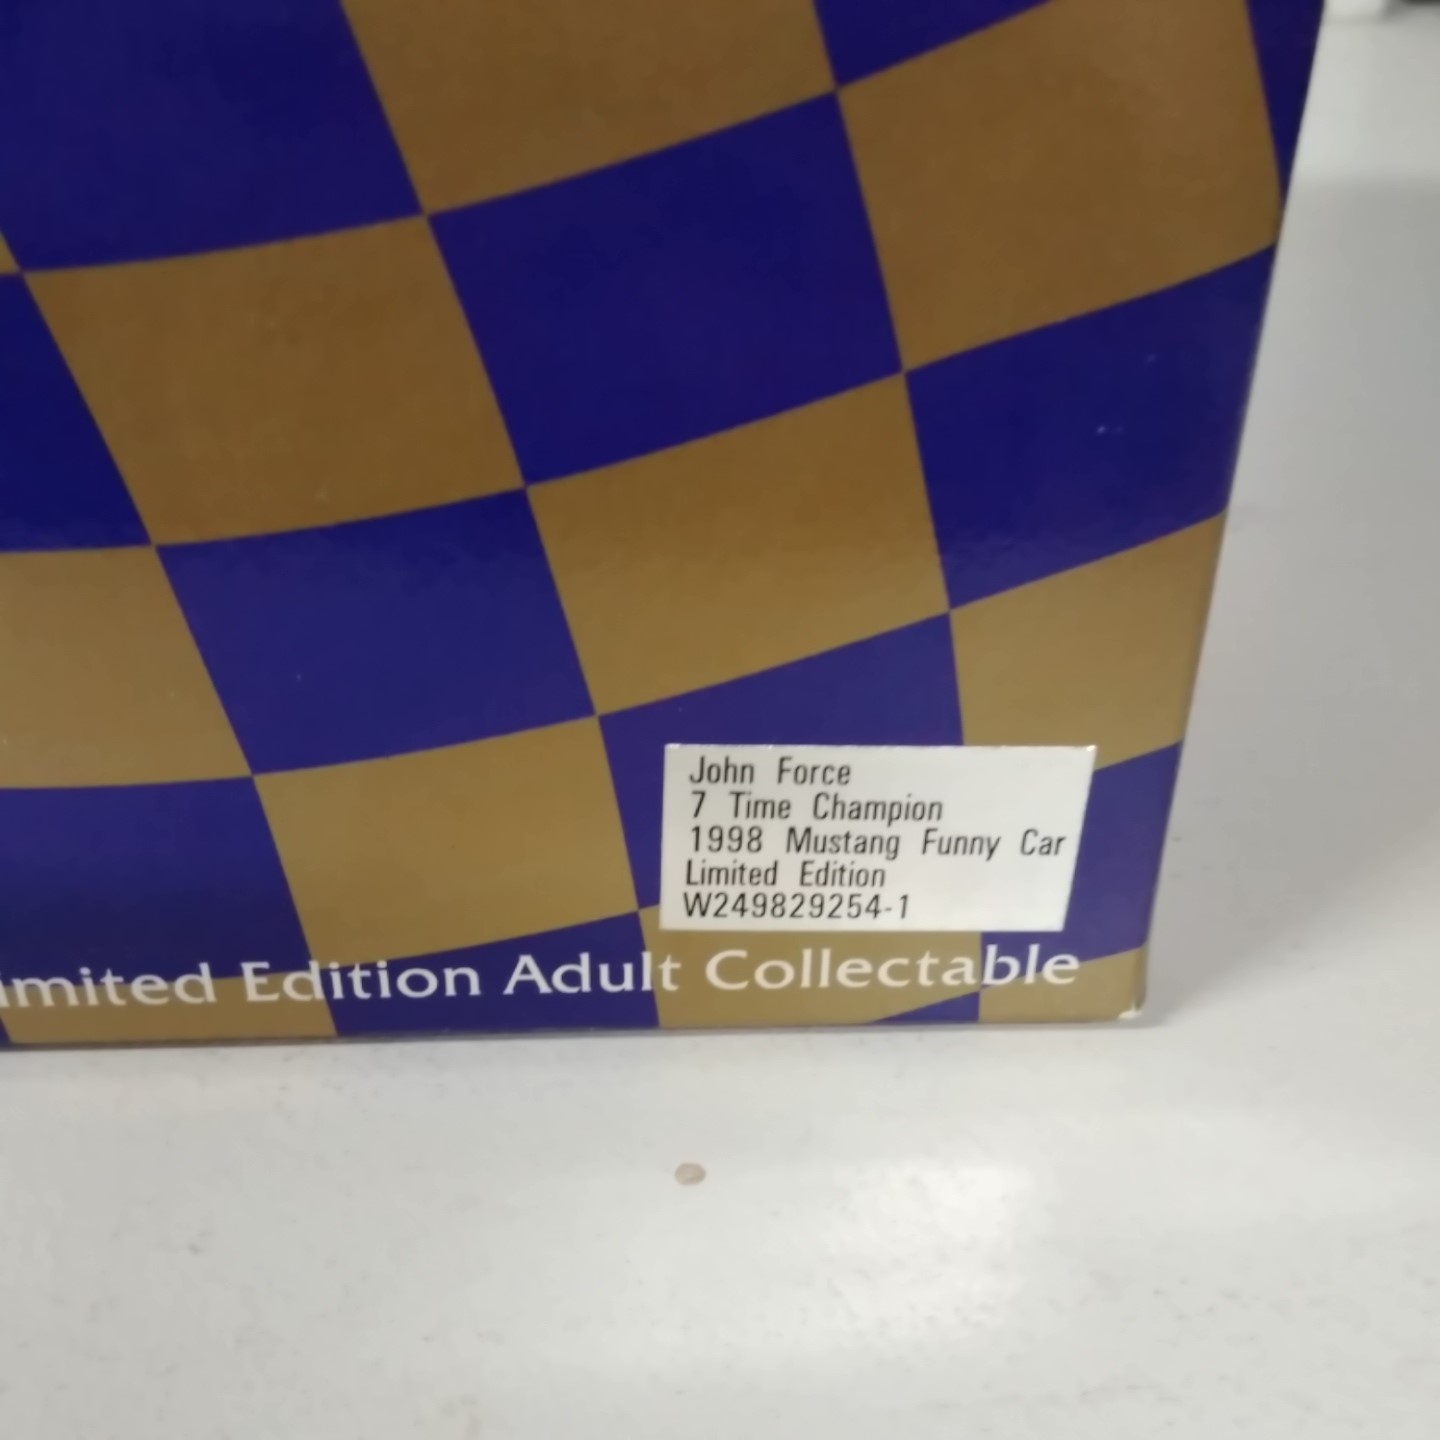 John Force
7 Time Champion
1998 Mustang Funny Car
Limited Edition
W249829254-1
imited Edition Adult Collectable